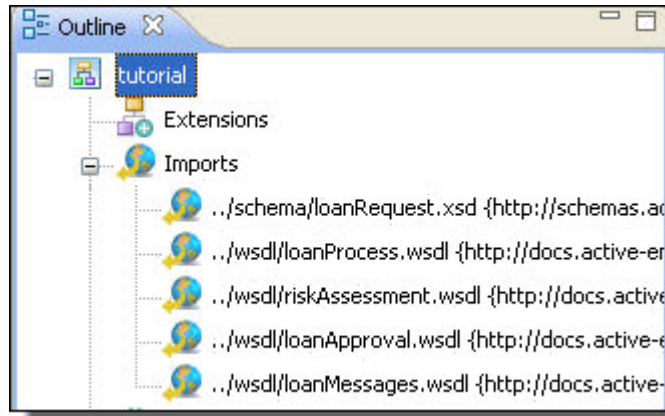 Outline
tutorial
Extensions
Imports
../schema/loanRequest.xsd {http://schemas.ac
../wsdl/loanProcess.wsdl {http://docs.active-er
../wsdl/riskAssessment.wsdl {http://docs.active
../wsdl/loanApproval.wsdl {http://docs.active-e
../wsdl/loanMessages.wsdl {http://docs.active-